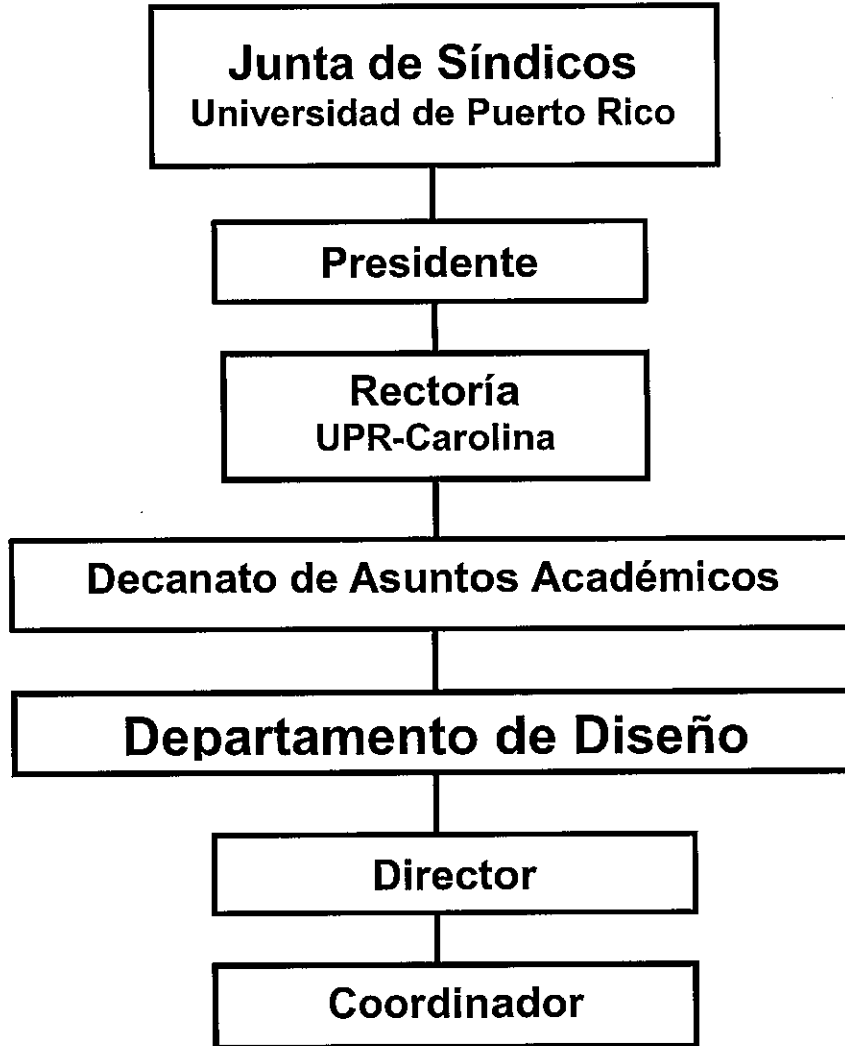 Junta de Síndicos
Universidad de Puerto Rico
Presidente
Rectoría
UPR-Carolina
Decanato de Asuntos Académicos
Departamento de Diseño
Director
Coordinador